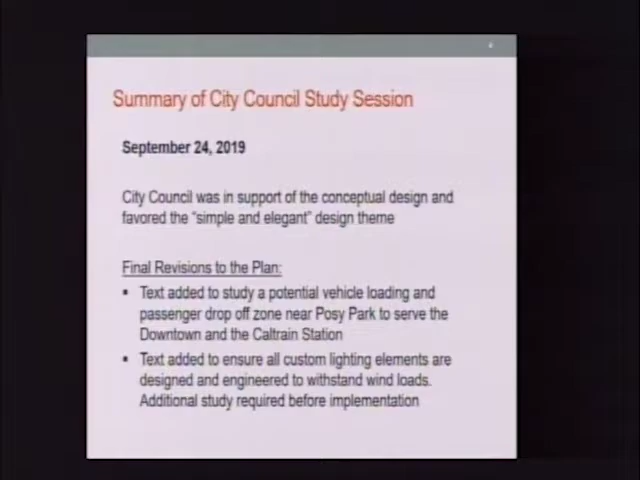 Summary of City Council Study Session
September 24, 2019
City Council was in support of the conceptual design and
favored the "simple and elegant" design theme
Final Revisions to the Plan:
▪ Text added to study a potential vehicle loading and
passenger drop off zone near Posy Park to serve the
Downtown and the Caltrain Station
▪ Text added to ensure all custom lighting elements are
designed and engineered to withstand wind loads.
Additional study required before implementation